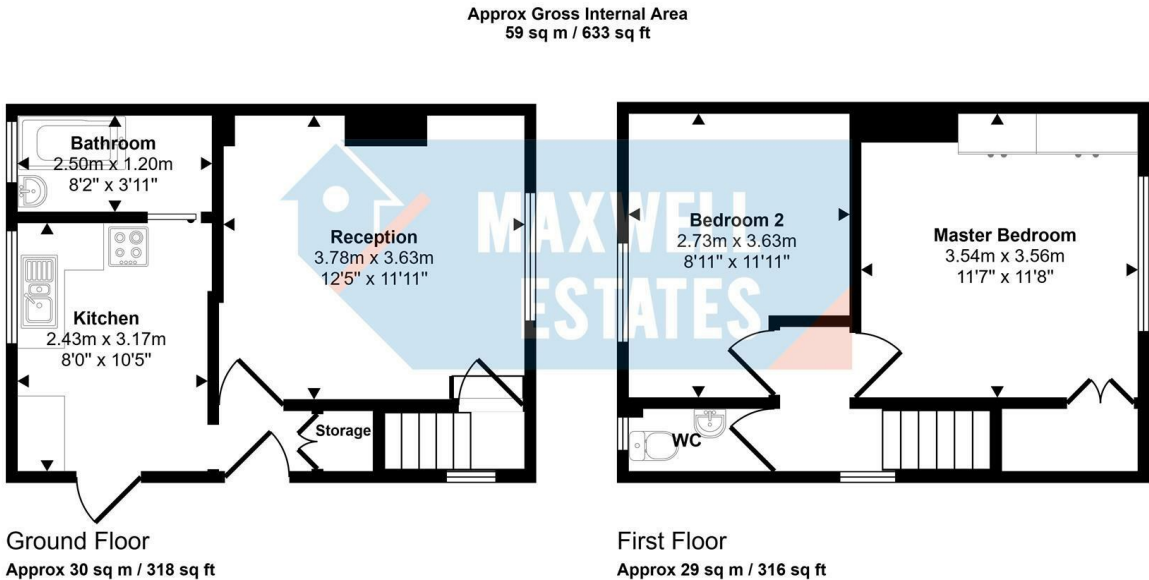 Approx Gross Internal Area
59 sq m / 633 sq ft
Bathroom
2.50m x 1.20m
8'2" x 3'11"
Reception
3.78m x 3.63m
12'5" x 11'11"
Kitchen
2.43m x 3.17m
8'0" x 10'5"
Storage
MAXWELL
ESTATES
Bedroom 2
2.73m x 3.63m
8'11" x 11'11"
Master Bedroom
3.54m x 3.56m
11'7" x 11'8"
WC
Ground Floor
Approx 30 sq m / 318 sq ft
First Floor
Approx 29 sq m / 316 sq ft